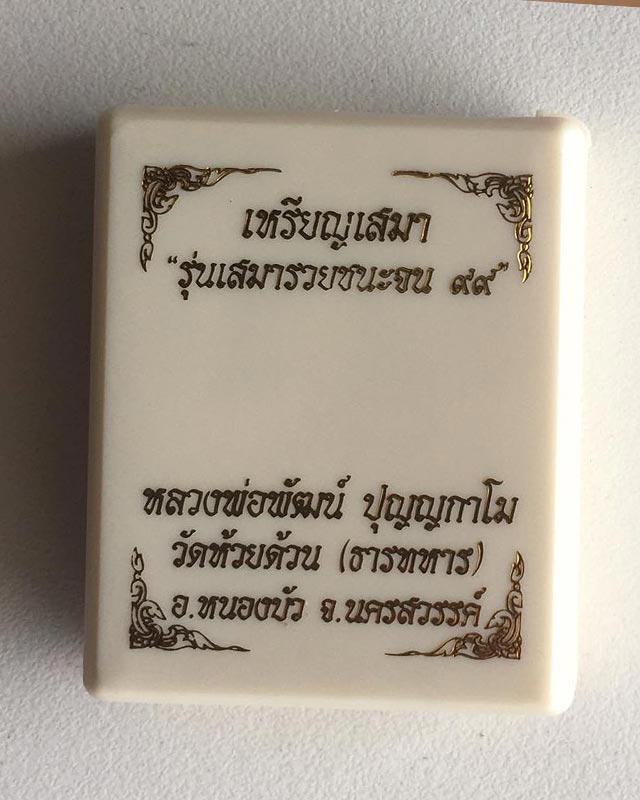 เหรียญเสมา
"รุ่นเสมารวยชนะจน ๙๙"
หลวงพ่อพัฒน์ ปุญญกาโม
วัดห้วยด้วน (ธารทหาร)
อ.หนองบัว จ.นครสวรรค์